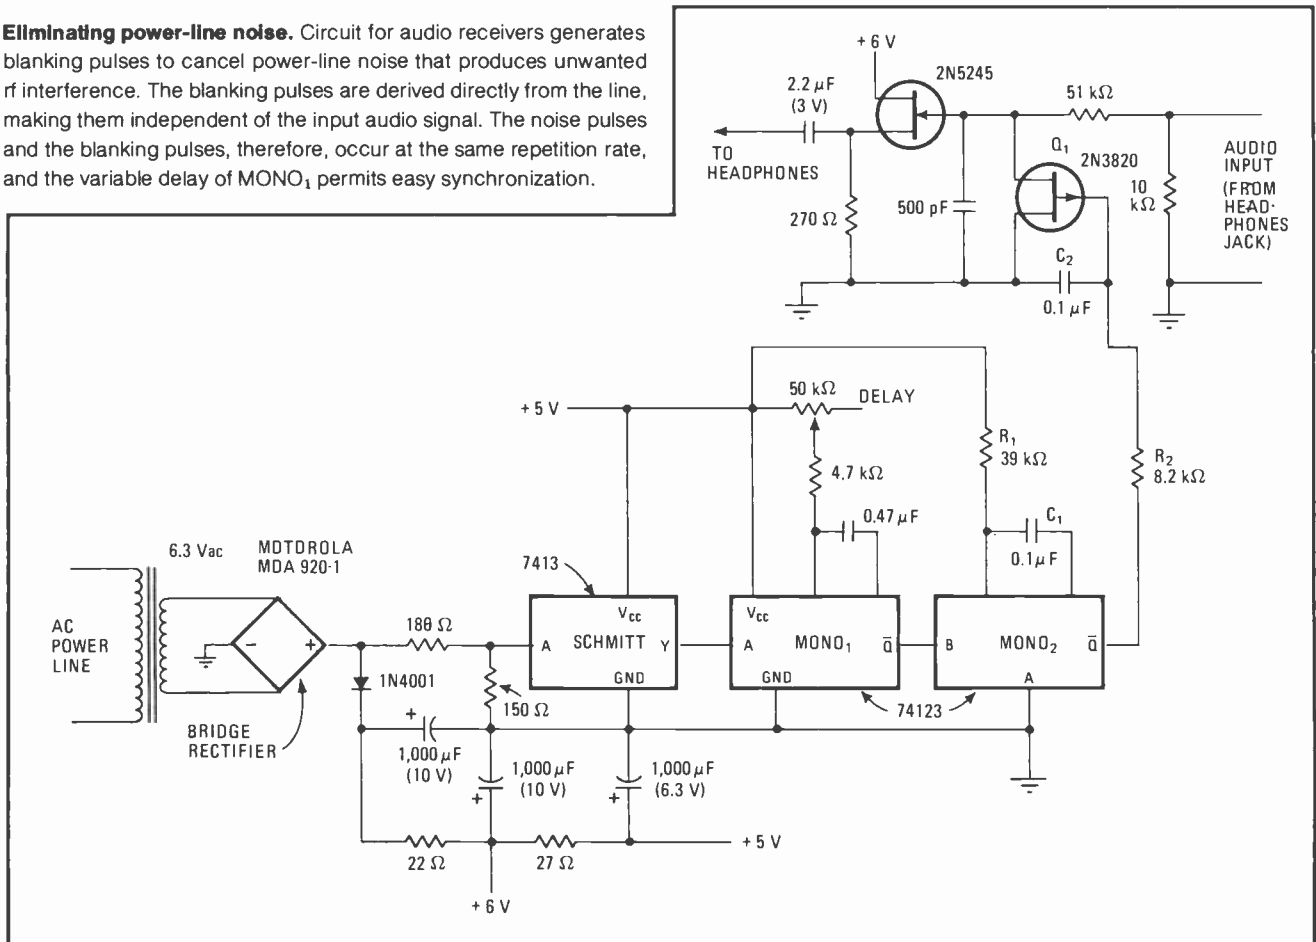 Eliminating power-line noise. Circuit for audio receivers generates
blanking pulses to cancel power-line noise that produces unwanted
rf interference. The blanking pulses are derived directly from the line,
making them independent of the input audio signal. The noise pulses
and the blanking pulses, therefore, occur at the same repetition rate,
and the variable delay of MONO₁ permits easy synchronization.
+ 6 V
2N5245
2.2 µF
(3 V)
51 kΩ
TO
HEADPHONES
Q₁
2N3820
AUDIO
INPUT
(FROM
HEAD-
PHONES
JACK)
10
kΩ
270 Ω
500 pF
C₂
0.1 µF
50 kΩ
DELAY
+ 5 V
R₁
39 kΩ
R₂
8.2 kΩ
4.7 kΩ
0.47 µF
C₁
0.1 µF
6.3 Vac
MOTOROLA
MDA 920-1
7413
AC
POWER
LINE
-
+
180 Ω
A
Vcc
SCHMITT
Y
GND
Vcc
A
MONO₁
Q̅
GND
B
MONO₂
Q̅
A
74123
1N4001
150 Ω
BRIDGE
RECTIFIER
+
1,000 µF
(10 V)
1,000 µF
(10 V)
+
1,000 µF
(6.3 V)
+
22 Ω
27 Ω
+ 5 V
+ 6 V